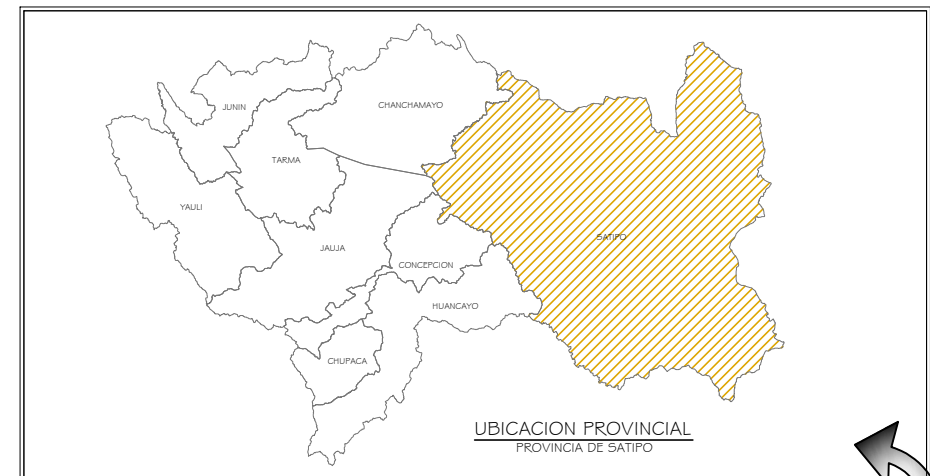 JUNIN
CHANCHAMAYO
TARMA
YAULI
SATIPO
JAUJA
CONCEPCION
HUANCAYO
CHUPACA
UBICACION PROVINCIAL
PROVINCIA DE SATIPO